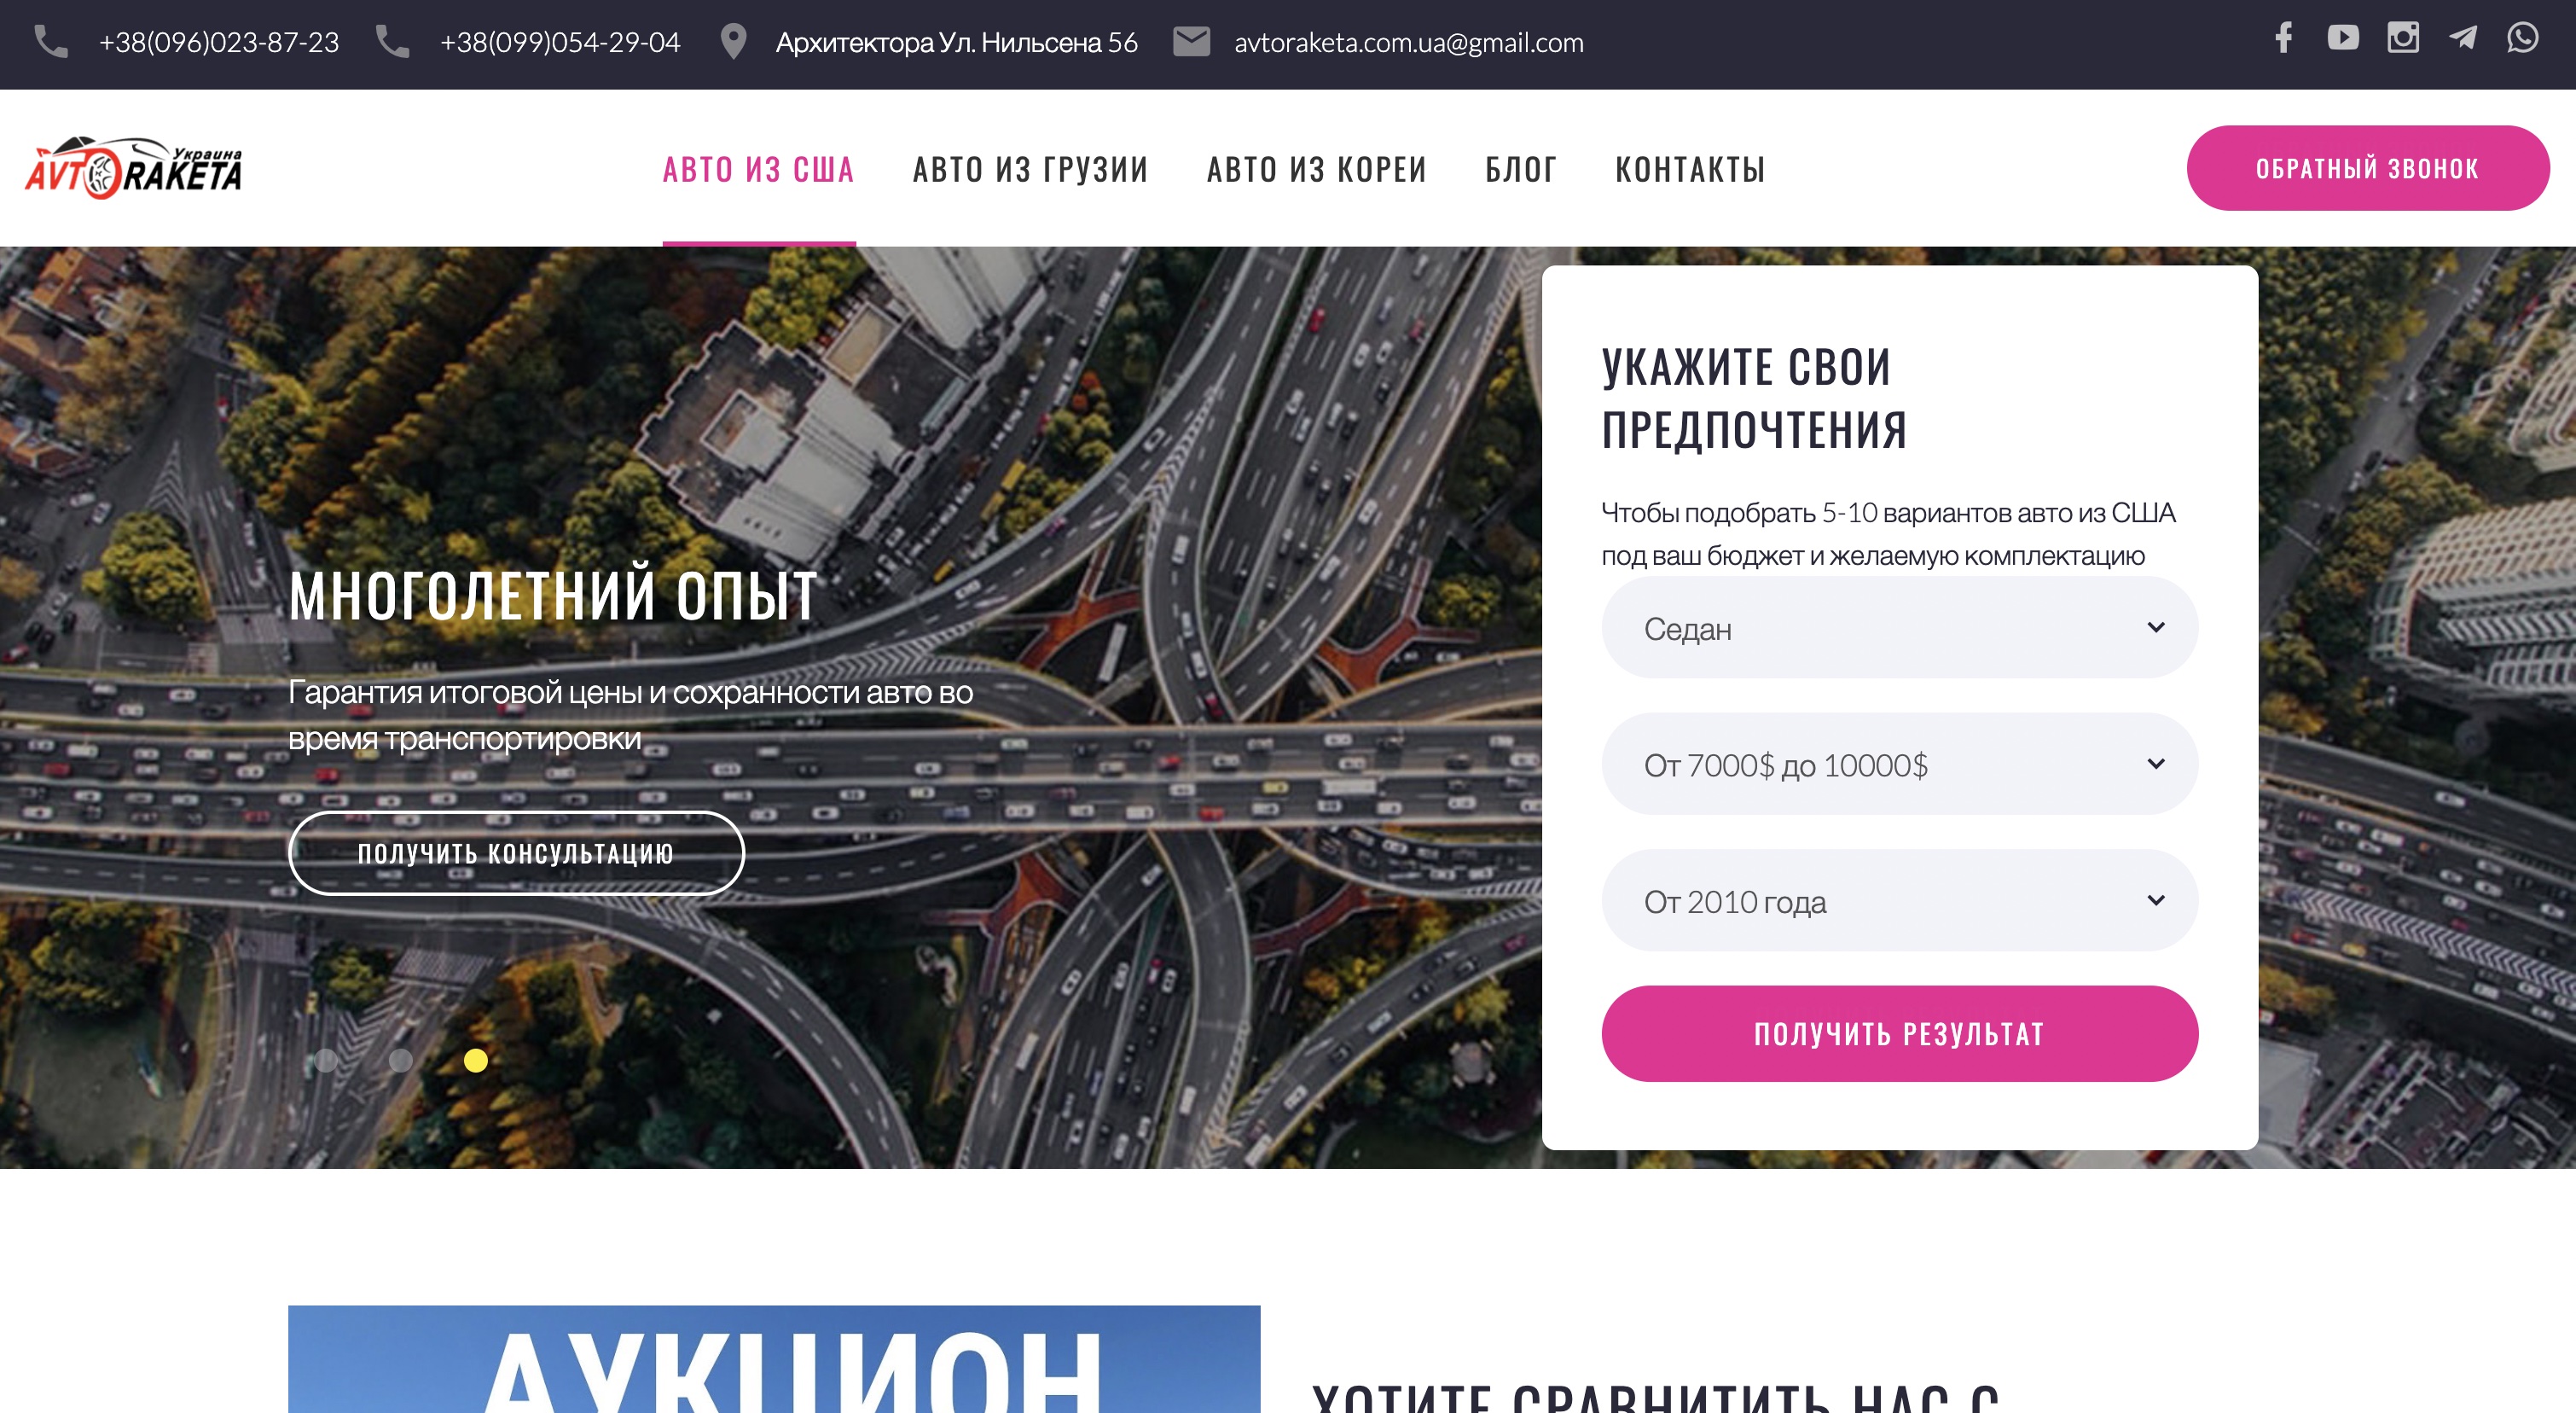 +38(096)023-87-23
+38(099)054-29-04
Архитектора Ул. Нильсена 56
avtoraketa.com.ua@gmail.com
Украина
AVTORAKETA
АВТО ИЗ США
АВТО ИЗ ГРУЗИИ
АВТО ИЗ КОРЕИ
БЛОГ
КОНТАКТЫ
ОБРАТНЫЙ ЗВОНОК
МНОГОЛЕТНИЙ ОПЫТ
Гарантия итоговой цены и сохранности авто во
время транспортировки
ПОЛУЧИТЬ КОНСУЛЬТАЦИЮ
УКАЖИТЕ СВОИ
ПРЕДПОЧТЕНИЯ
Чтобы подобрать 5-10 вариантов авто из США
под ваш бюджет и желаемую комплектацию
Седан
От 7000$ до 10000$
От 2010 года
ПОЛУЧИТЬ РЕЗУЛЬТАТ
АУКЦИОН
ХОТИТЕ СРАВНИТИТЬ НАС С